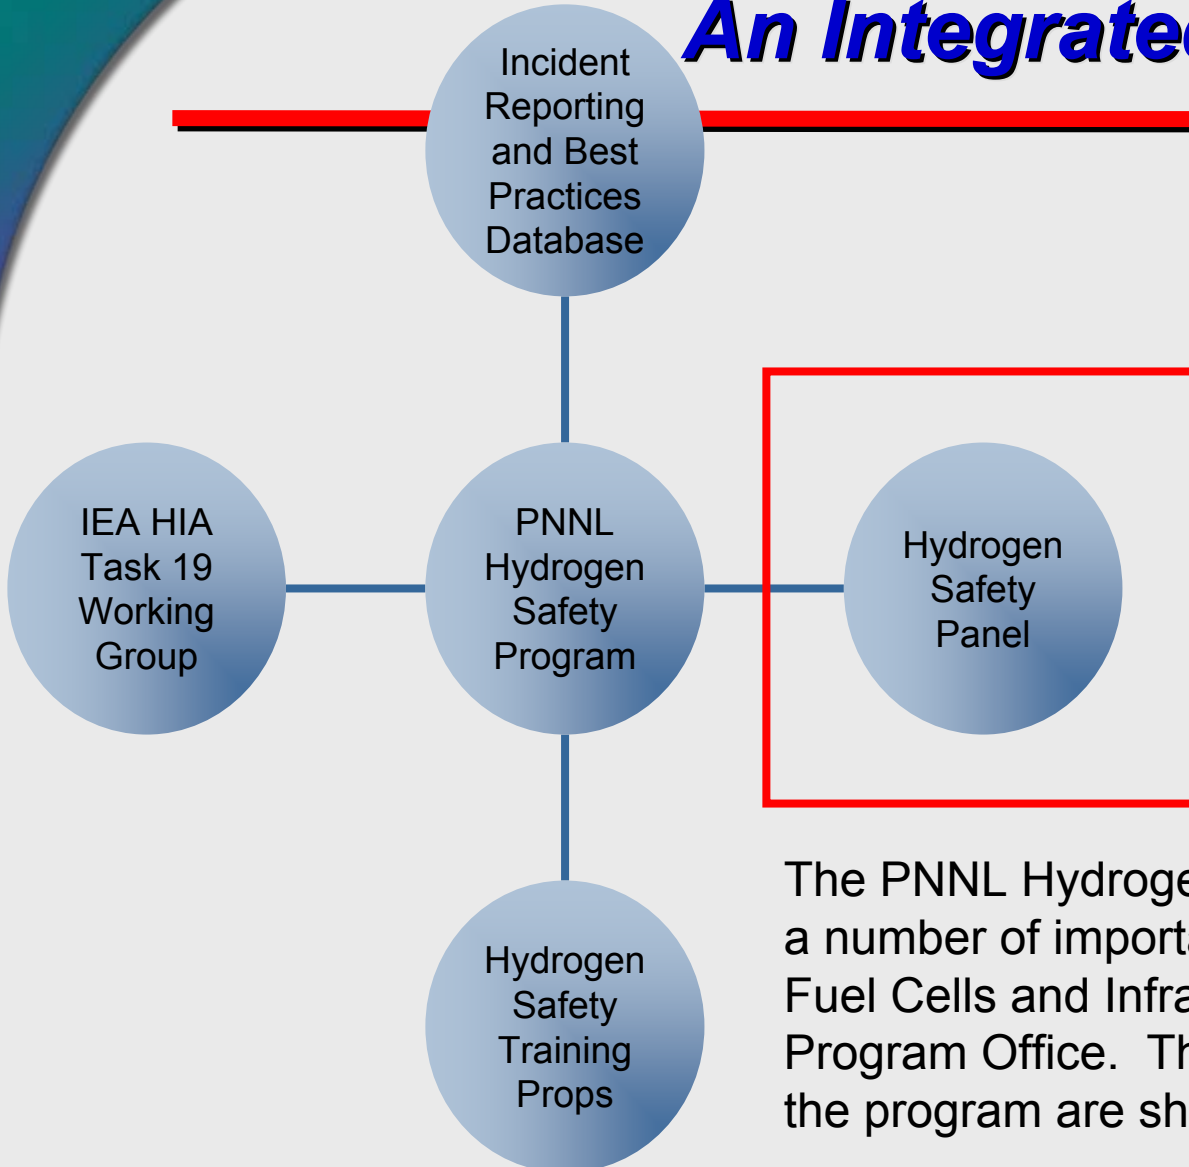 An Integrated
Incident
Reporting
and Best
Practices
Database
IEA HIA
Task 19
Working
Group
PNNL
Hydrogen
Safety
Program
Hydrogen
Safety
Panel
Hydrogen
Safety
Training
Props
The PNNL Hydroge
a number of importa
Fuel Cells and Infra
Program Office.  Th
the program are sh